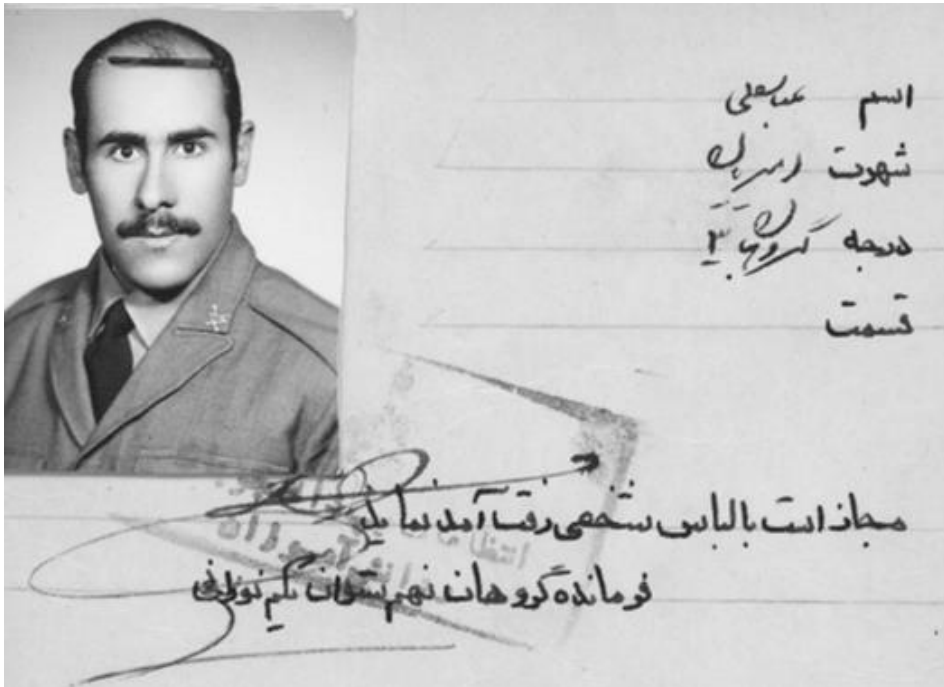 اسم عباسعلی
شهرت
درجه گروهبان ۳
قسمت
مجاز است با لباس شخصی رفت آمد نماید
انتظامات
فرمانده گروهان نهم ستوان یکم